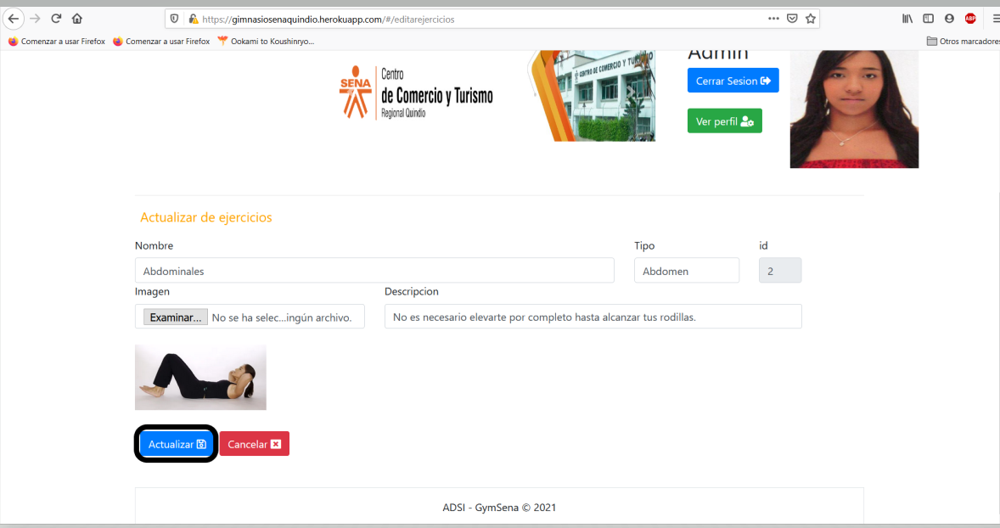 https://gimnasiosenaquindio.herokuapp.com/#/editarejercicios
Comenzar a usar Firefox Comenzar a usar Firefox Ookami to Koushinryo... Otros marcadores
ABP
Admin
SENA
Centro
de Comercio y Turismo
Regional Quindio
CENTRO DE COMERCIO Y TURISMO
Cerrar Sesion
Ver perfil
Actualizar de ejercicios
Nombre Tipo id
Abdominales Abdomen 2
Imagen Descripcion
Examinar... No se ha selec...ingún archivo. No es necesario elevarte por completo hasta alcanzar tus rodillas.
Actualizar Cancelar
ADSI - GymSena © 2021